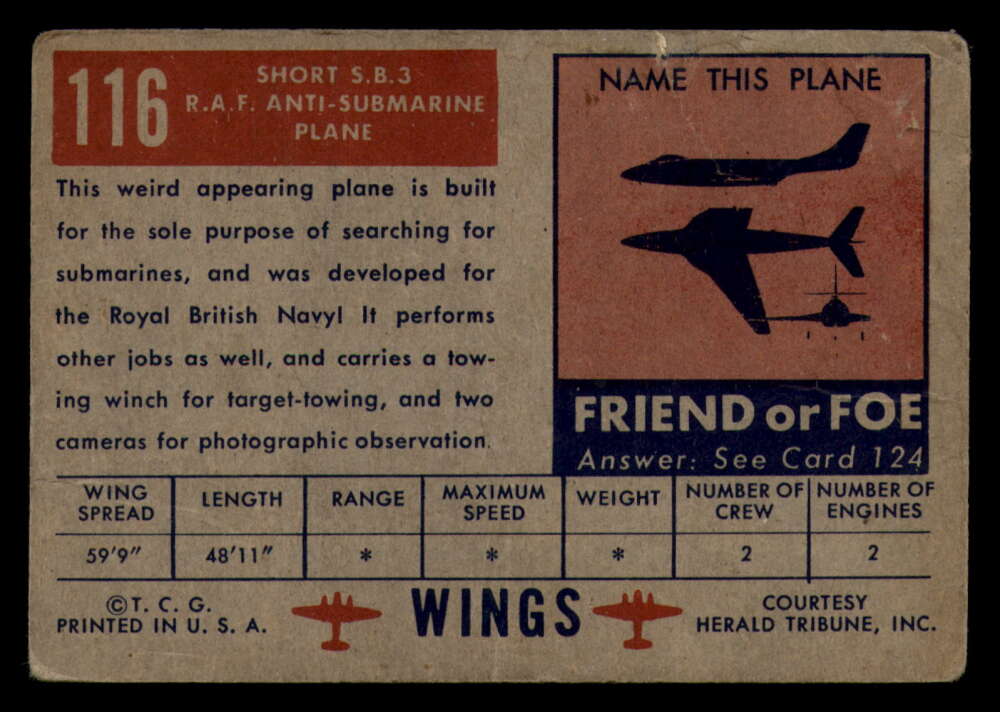 116
SHORT S.B.3
R.A.F. ANTI-SUBMARINE
PLANE
This weird appearing plane is built
for the sole purpose of searching for
submarines, and was developed for
the Royal British Navy! It performs
other jobs as well, and carries a tow-
ing winch for target-towing, and two
cameras for photographic observation.
NAME THIS PLANE
FRIEND or FOE
Answer: See Card 124
WING SPREAD
LENGTH
RANGE
MAXIMUM SPEED
WEIGHT
NUMBER OF CREW
NUMBER OF ENGINES
59'9"
48'11"
*
*
*
2
2
© T. C. G.
PRINTED IN U. S. A.
WINGS
COURTESY
HERALD TRIBUNE, INC.